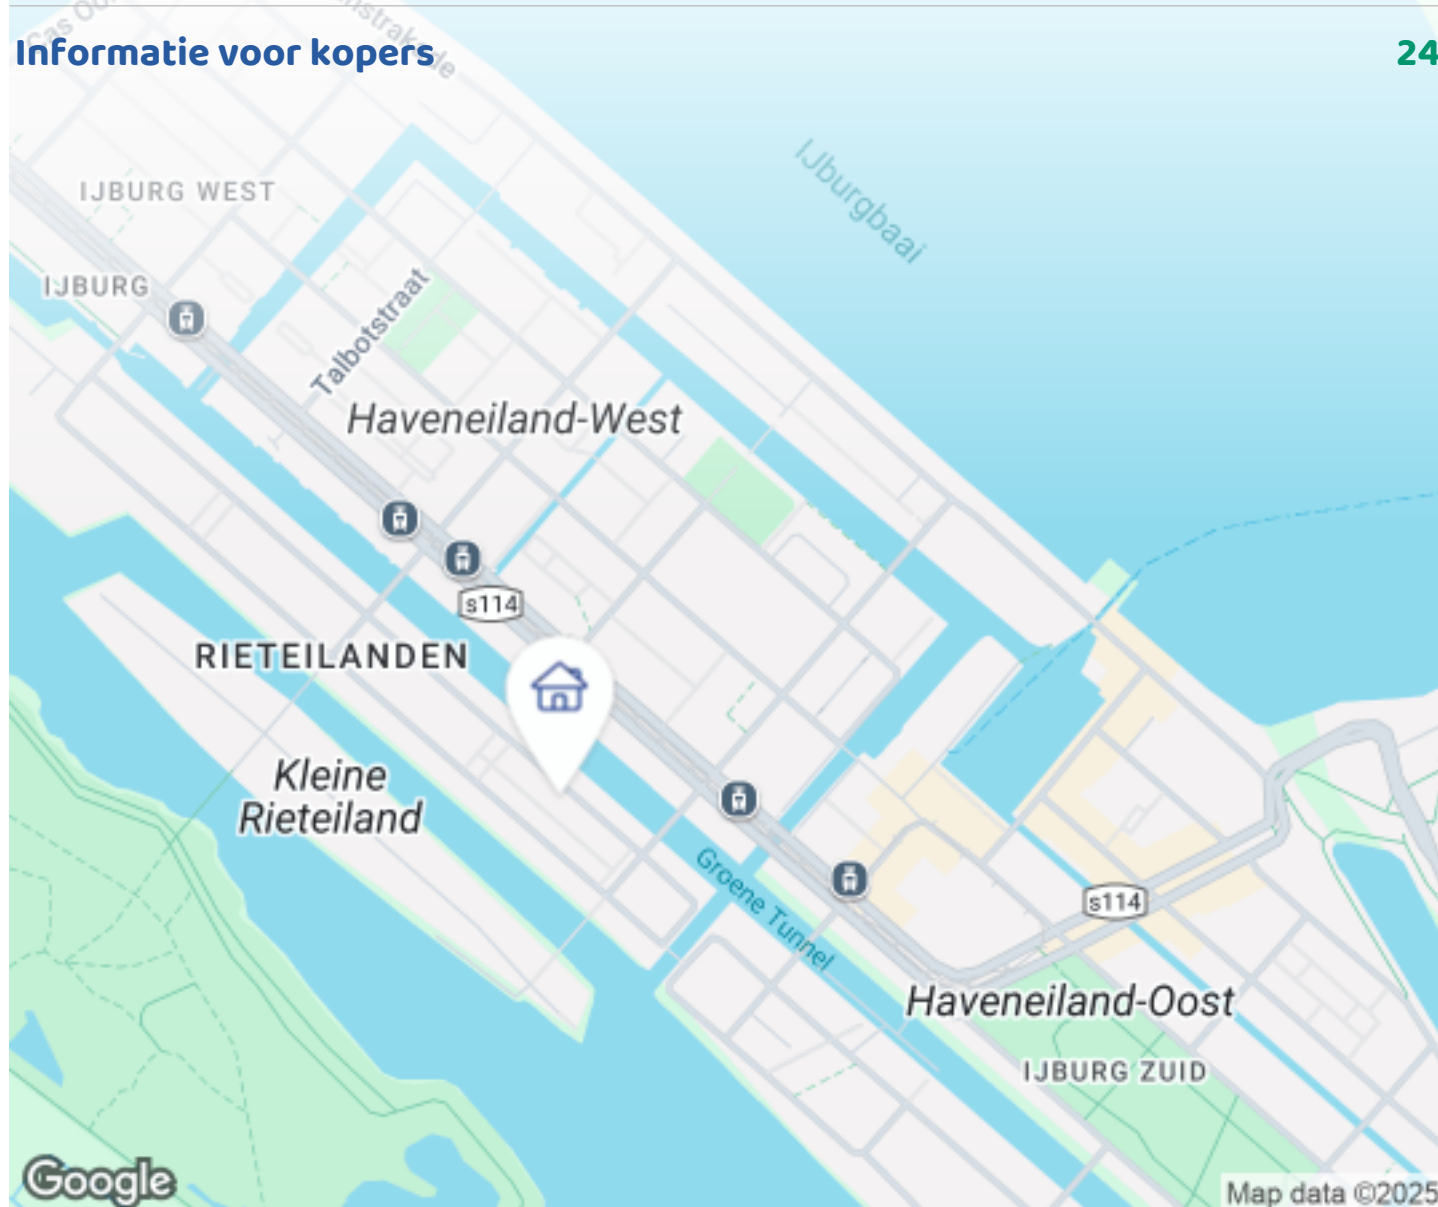 Informatie voor kopers
24
IJburgbaai
IJBURG WEST
IJBURG
Talbotstraat
Haveneiland-West
s114
RIETEILANDEN
Kleine
Rieteiland
Groene Tunnel
s114
Haveneiland-Oost
IJBURG ZUID
Google
Map data ©2025